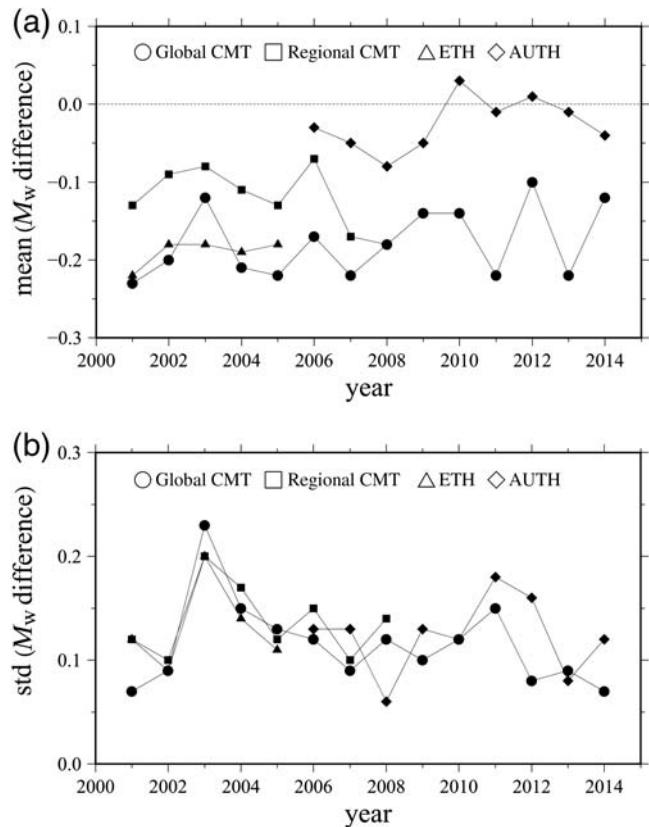 (a)
0.1
0.0
−0.1
−0.2
−0.3
mean (Mw difference)
Global CMT Regional CMT ETH AUTH
2000 2002 2004 2006 2008 2010 2012 2014
year
(b)
0.3
0.2
0.1
0.0
std (Mw difference)
Global CMT Regional CMT ETH AUTH
2000 2002 2004 2006 2008 2010 2012 2014
year